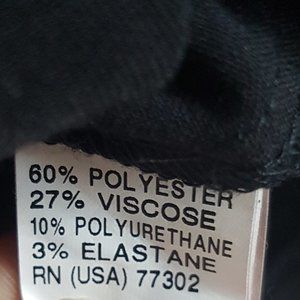 60% POLYESTER
27% VISCOSE
10% POLYURETHANE
3% ELASTANE
RN (USA) 77302